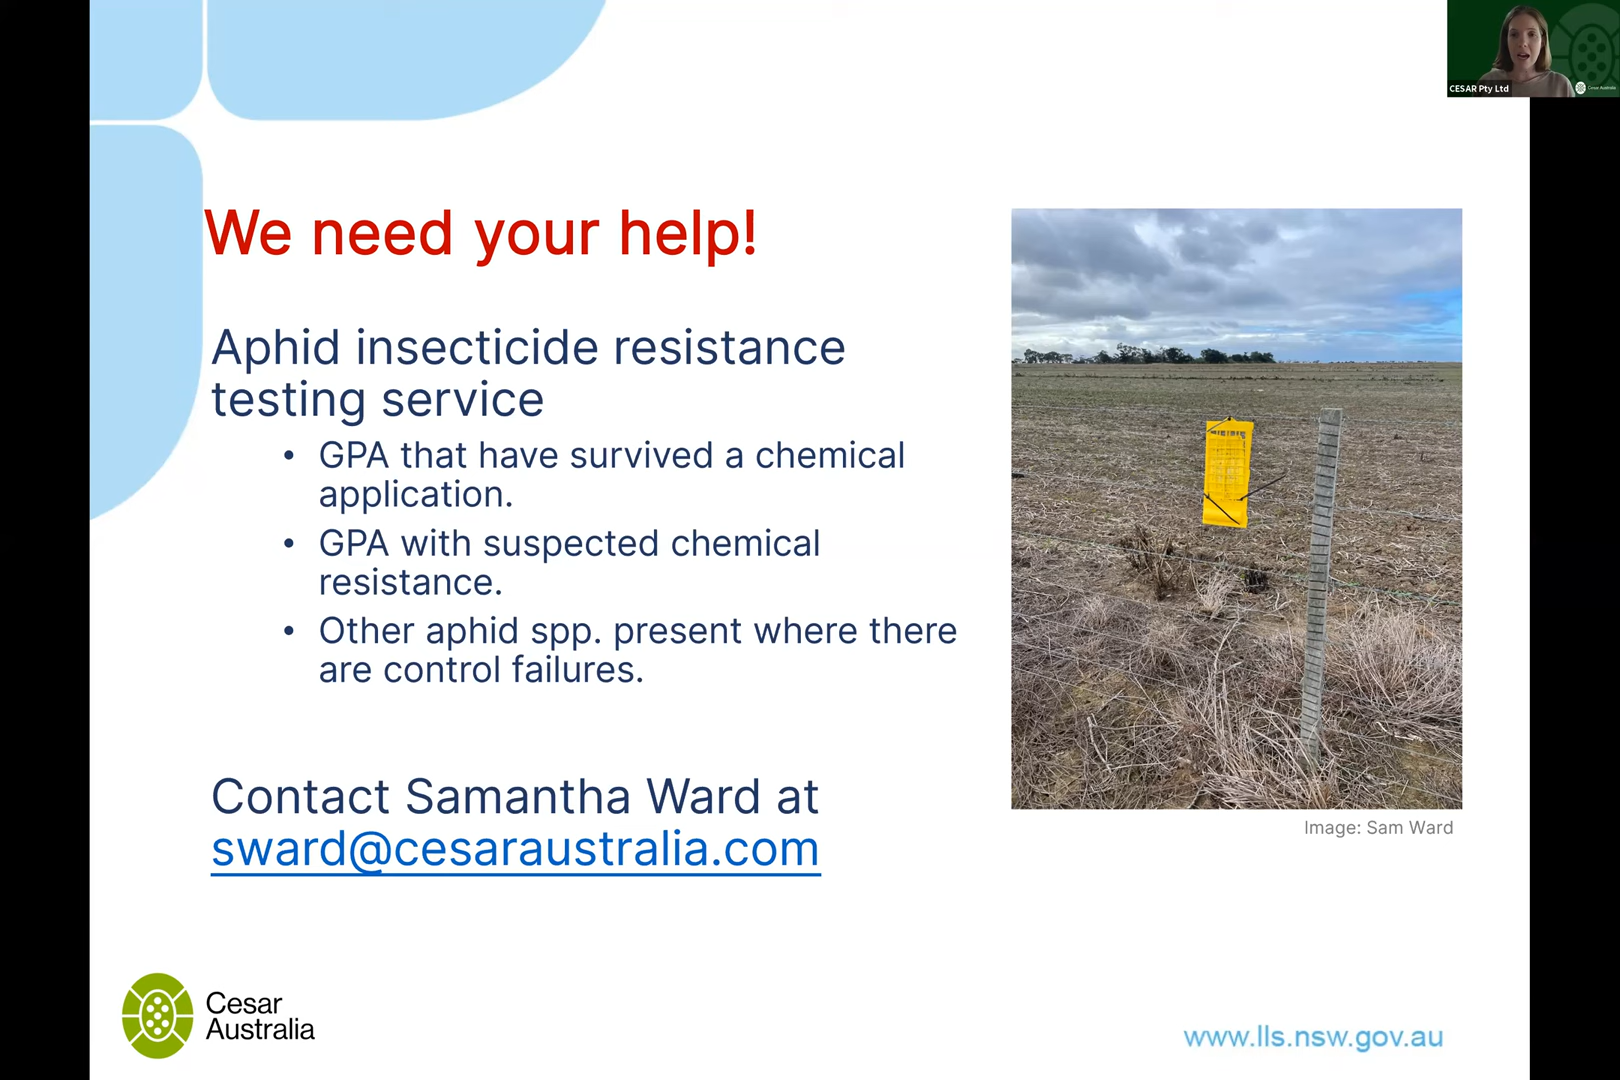 CESAR Pty Ltd
Cesar Australia
We need your help!
Aphid insecticide resistance
testing service
• GPA that have survived a chemical
application.
• GPA with suspected chemical
resistance.
• Other aphid spp. present where there
are control failures.
Contact Samantha Ward at
sward@cesaraustralia.com
Image: Sam Ward
Cesar
Australia
www.lls.nsw.gov.au